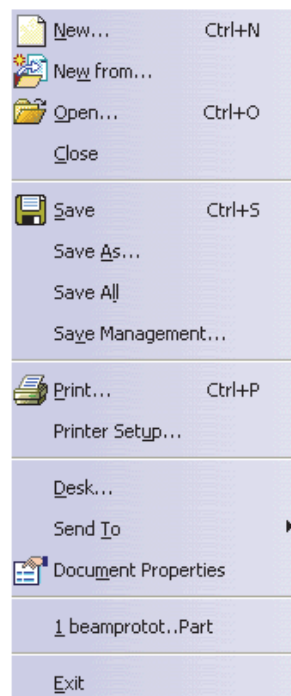 New... Ctrl+N
New from...
Open... Ctrl+O
Close
Save Ctrl+S
Save As...
Save All
Save Management...
Print... Ctrl+P
Printer Setup...
Desk...
Send To
Document Properties
1 beamprotot..Part
Exit